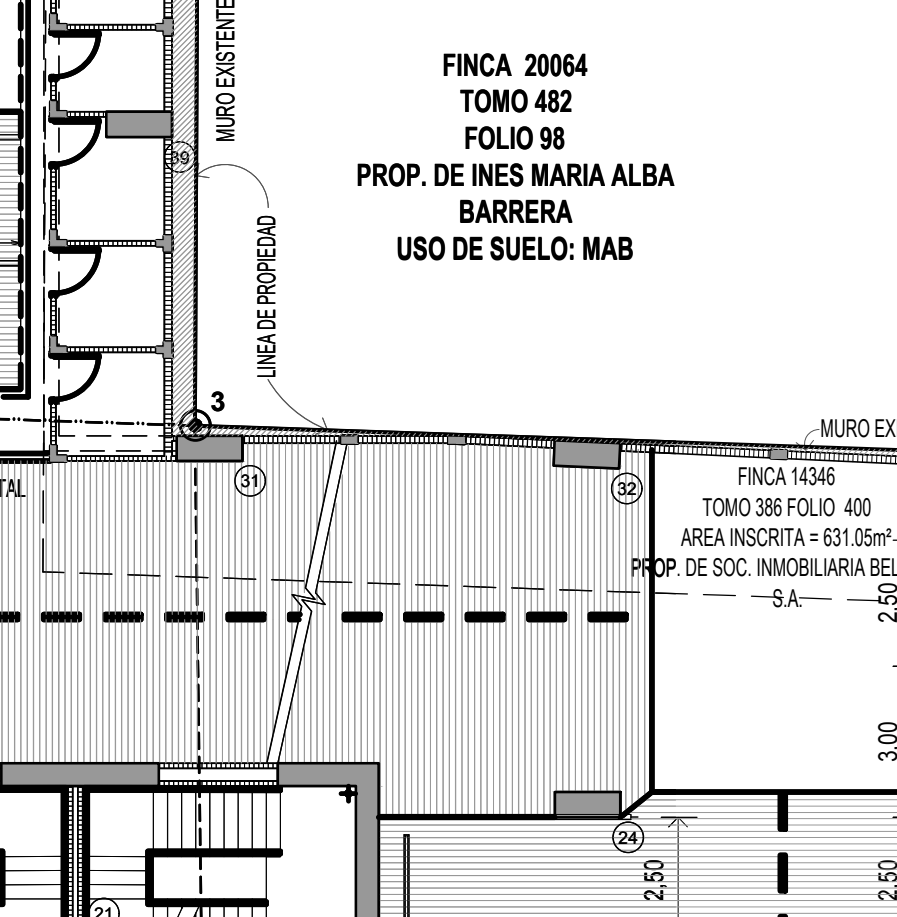 MURO EXISTENTE
FINCA 20064
TOMO 482
FOLIO 98
PROP. DE INES MARIA ALBA
BARRERA
USO DE SUELO: MAB
39
LINEA DE PROPIEDAD
3
MURO EX
31
32
TAL
FINCA 14346
TOMO 386 FOLIO 400
AREA INSCRITA = 631.05m²
PROP. DE SOC. INMOBILIARIA BEL
S.A.
2.50
3.00
24
2,50
2.50
21